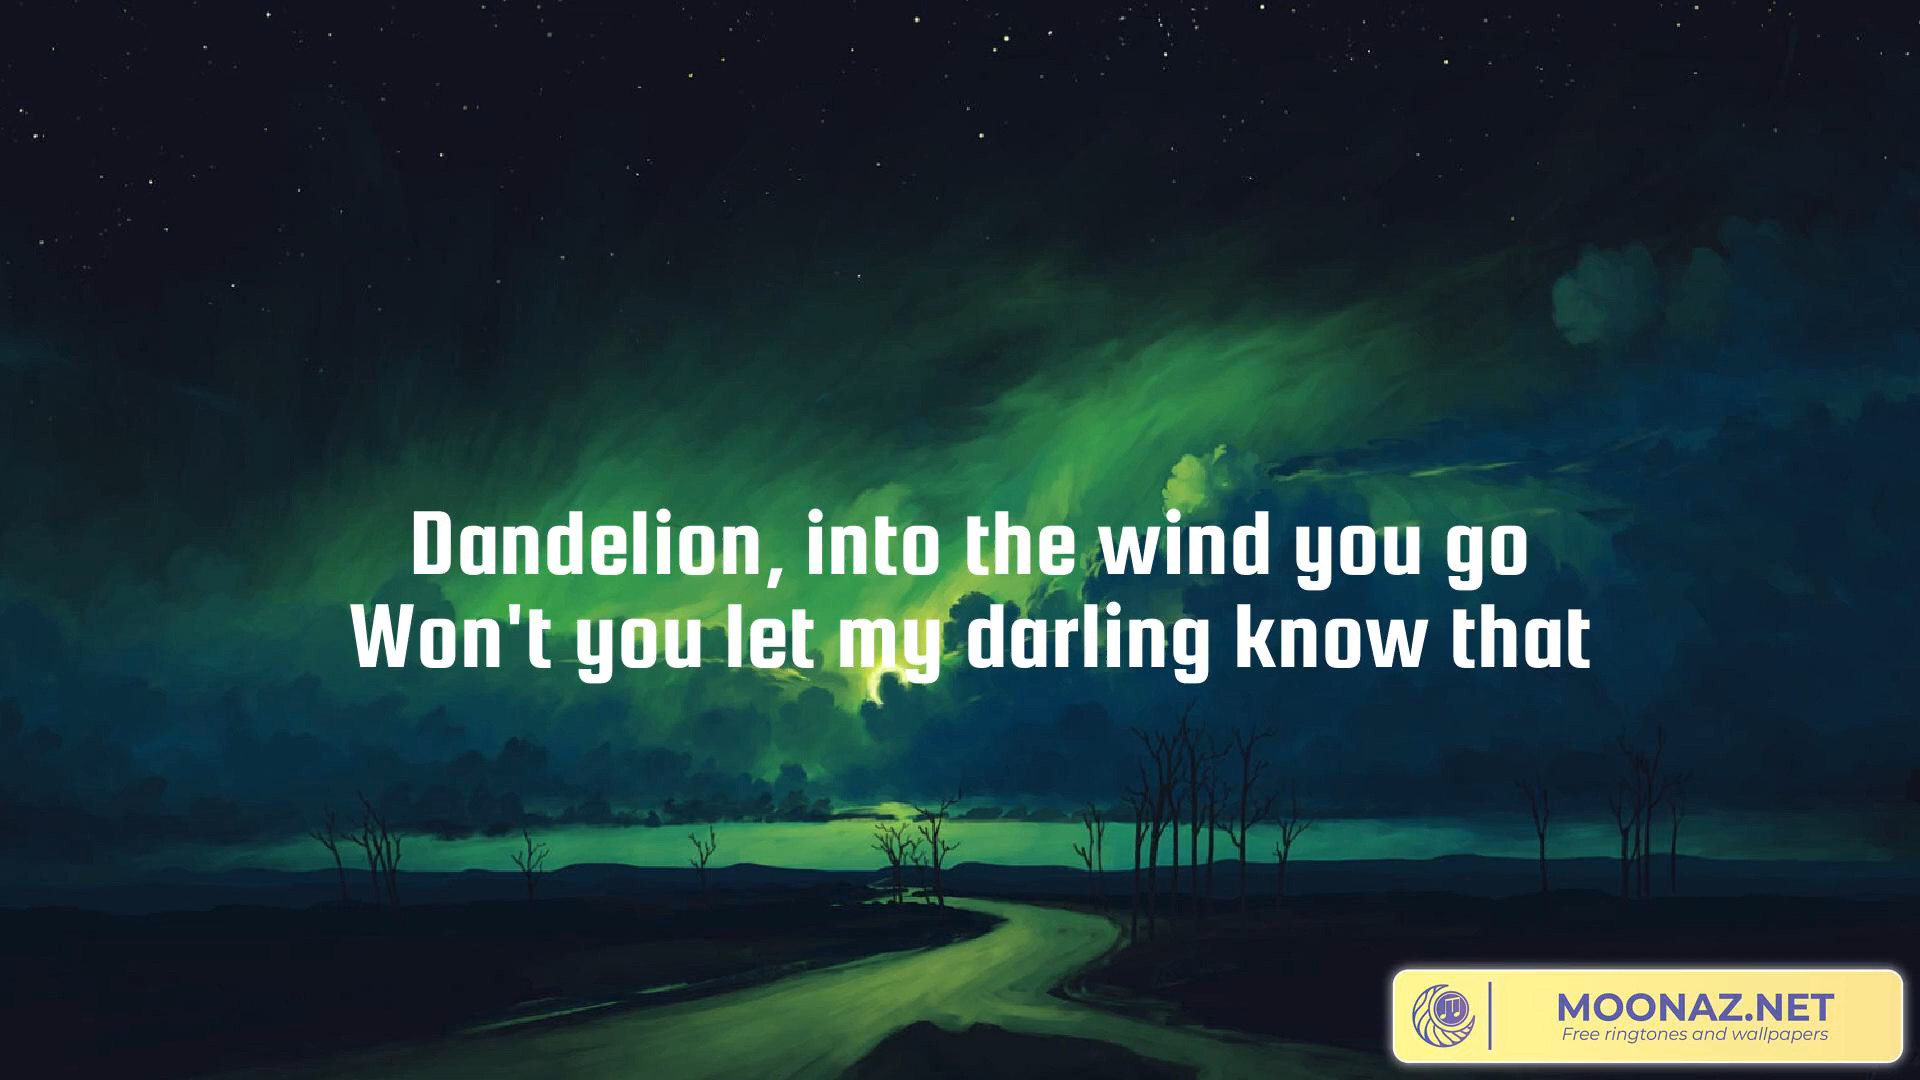 Dandelion, into the wind you go
Won't you let my darling know that
MOONAZ.NET
Free ringtones and wallpapers